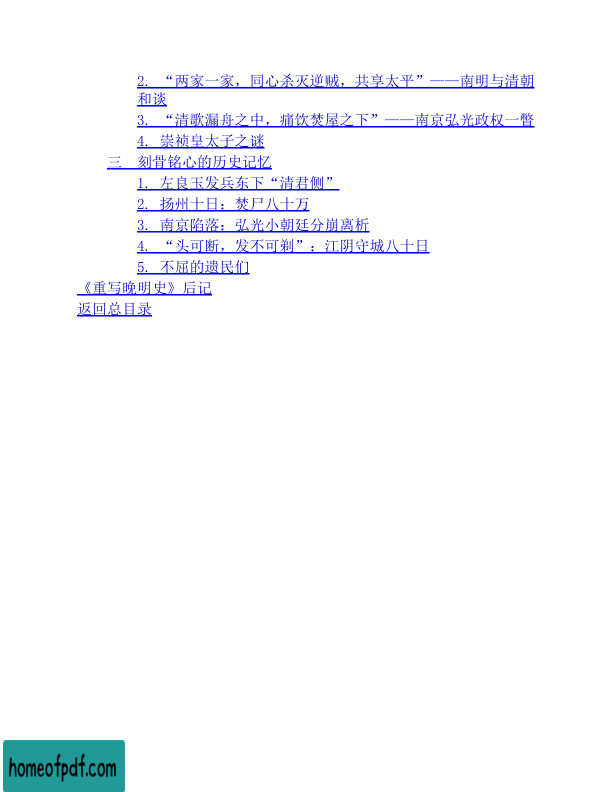 2. “两家一家，同心杀灭逆贼，共享太平”——南明与清朝
和谈
3. “清歌漏舟之中，痛饮焚屋之下”——南京弘光政权一瞥
4. 崇祯皇太子之谜
三 刻骨铭心的历史记忆
1. 左良玉发兵东下“清君侧”
2. 扬州十日：焚尸八十万
3. 南京陷落：弘光小朝廷分崩离析
4. “头可断，发不可剃”：江阴守城八十日
5. 不屈的遗民们
《重写晚明史》后记
返回总目录
homeofpdf.com